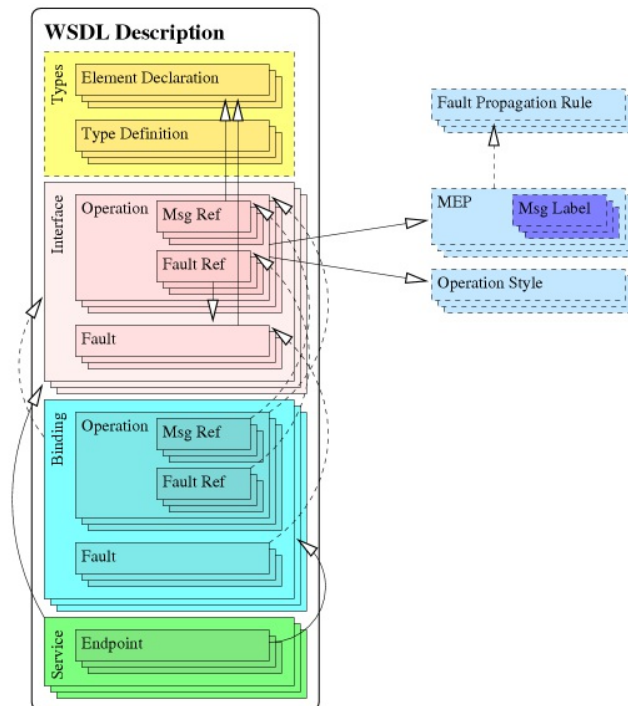 WSDL Description
Types
Element Declaration
Type Definition
Interface
Operation
Msg Ref
Fault Ref
Fault
Binding
Operation
Msg Ref
Fault Ref
Fault
Service
Endpoint
Fault Propagation Rule
MEP
Msg Label
Operation Style